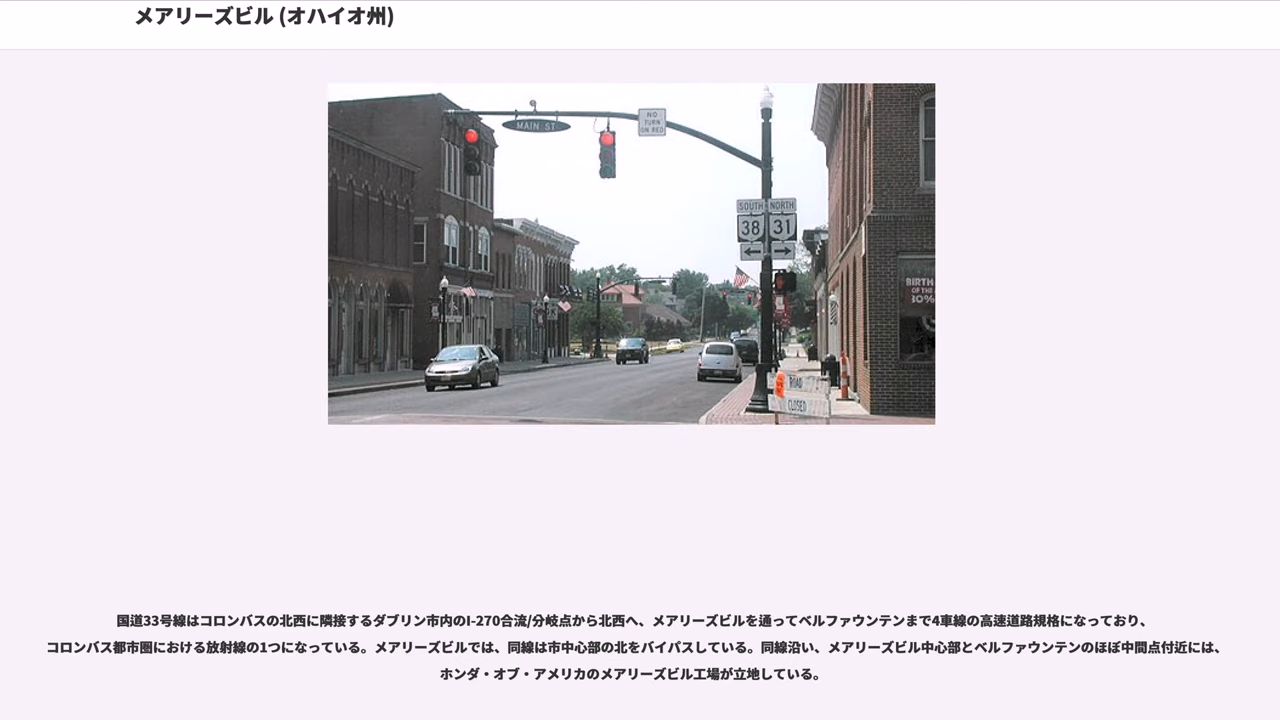 メアリーズビル (オハイオ州)
MAIN ST
NO
TURN
ON RED
SOUTH NORTH
38 31
BIRTH
OF THE
30%
ROAD
CLOSED
国道33号線はコロンバスの北西に隣接するダブリン市内のI-270合流/分岐点から北西へ、メアリーズビルを通ってベルファウンテンまで4車線の高速道路規格になっており、
コロンバス都市圏における放射線の1つになっている。メアリーズビルでは、同線は市中心部の北をバイパスしている。同線沿い、メアリーズビル中心部とベルファウンテンのほぼ中間点付近には、
ホンダ・オブ・アメリカのメアリーズビル工場が立地している。